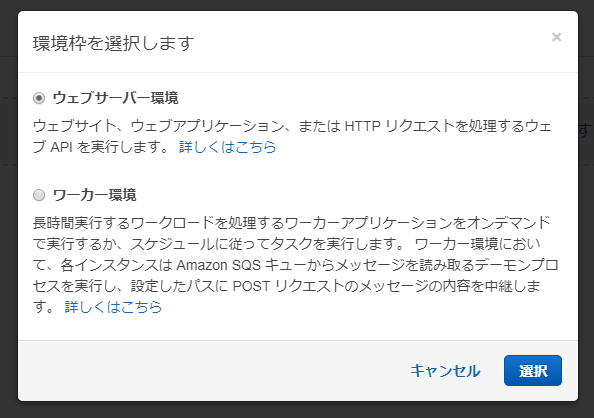 環境枠を選択します
×
ウェブサーバー環境
ウェブサイト、ウェブアプリケーション、または HTTP リクエストを処理するウェ
ブ API を実行します。 詳しくはこちら
ワーカー環境
長時間実行するワークロードを処理するワーカーアプリケーションをオンデマンド
で実行するか、スケジュールに従ってタスクを実行します。 ワーカー環境におい
て、各インスタンスは Amazon SQS キューからメッセージを読み取るデーモンプロ
セスを実行し、設定したパスに POST リクエストのメッセージの内容を中継しま
す。 詳しくはこちら
キャンセル
選択